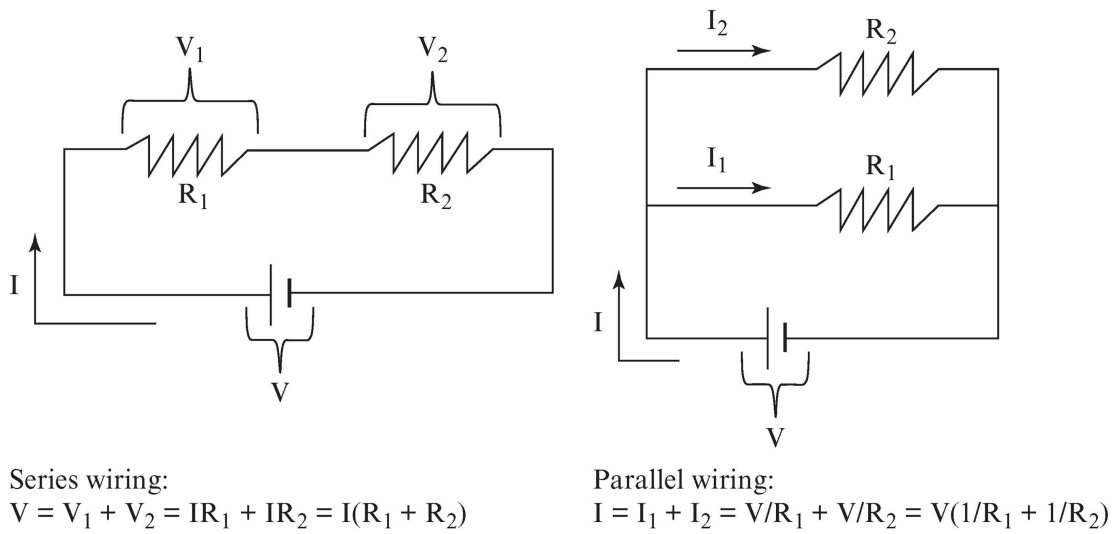 V₁
V₂
R₁
R₂
I
V
I₂
R₂
I₁
R₁
I
V
Series wiring:
V = V₁ + V₂ = IR₁ + IR₂ = I(R₁ + R₂)
Parallel wiring:
I = I₁ + I₂ = V/R₁ + V/R₂ = V(1/R₁ + 1/R₂)